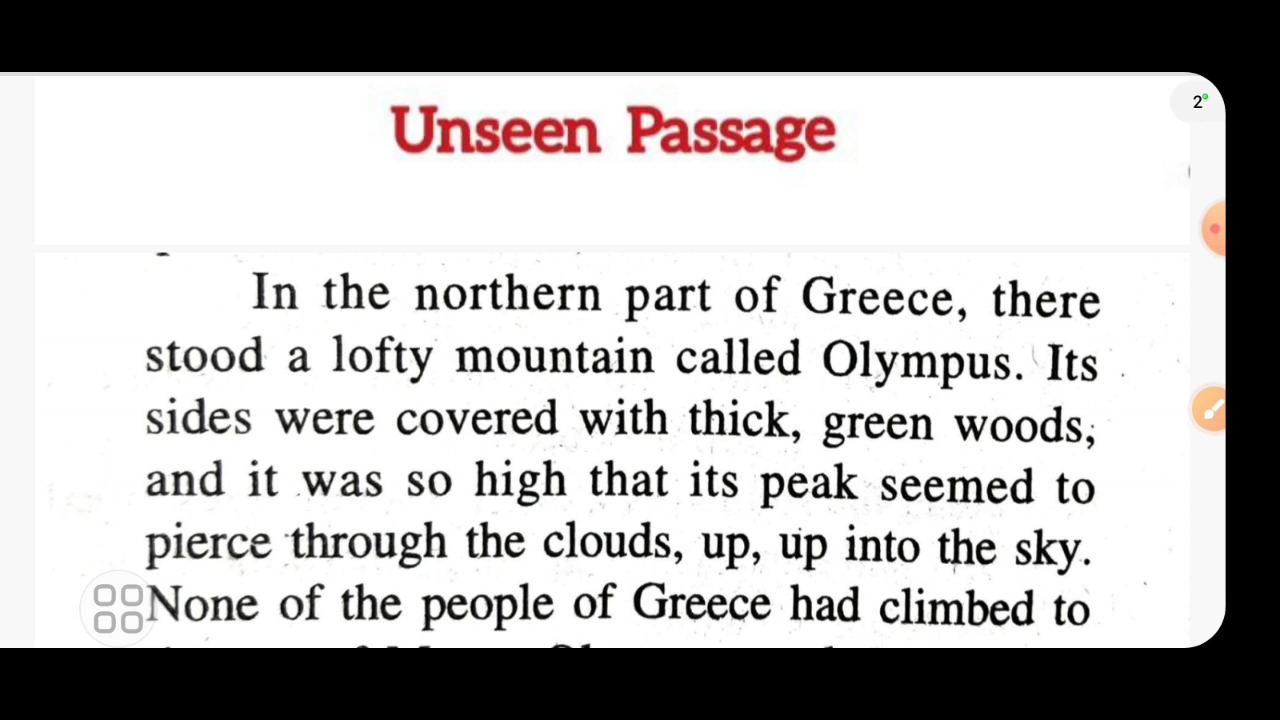 Unseen Passage
2
In the northern part of Greece, there
stood a lofty mountain called Olympus. Its
sides were covered with thick, green woods;
and it was so high that its peak seemed to
pierce through the clouds, up, up into the sky.
None of the people of Greece had climbed to